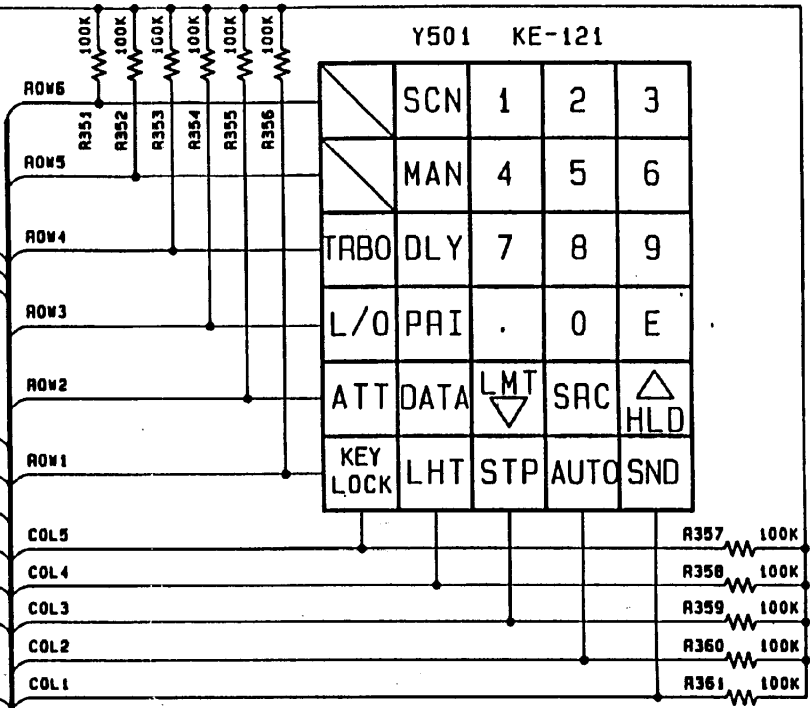 Y501 KE-121
100K 100K 100K 100K 100K 100K
R351 R352 R353 R354 R355 R356
ROW6
SCN 1 2 3
ROW5
MAN 4 5 6
ROW4
TRBO DLY 7 8 9
ROW3
L/O PRI . 0 E
ROW2
ATT DATA LMT SRC HLD
ROW1
KEY LOCK LHT STP AUTO SND
COL5 R357 100K
COL4 R358 100K
COL3 R359 100K
COL2 R360 100K
COL1 R361 100K